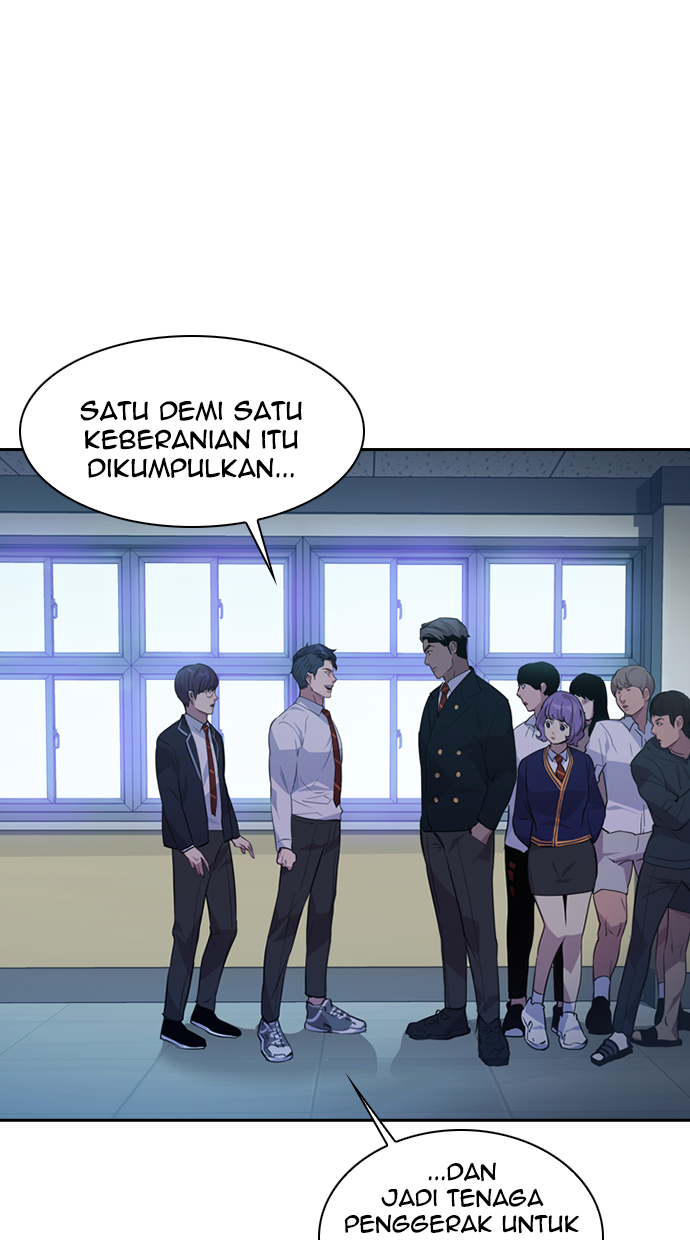 SATU DEMI SATU
KEBERANIAN ITU
DIKUMPULKAN...
...DAN
JADI TENAGA
PENGGERAK UNTUK